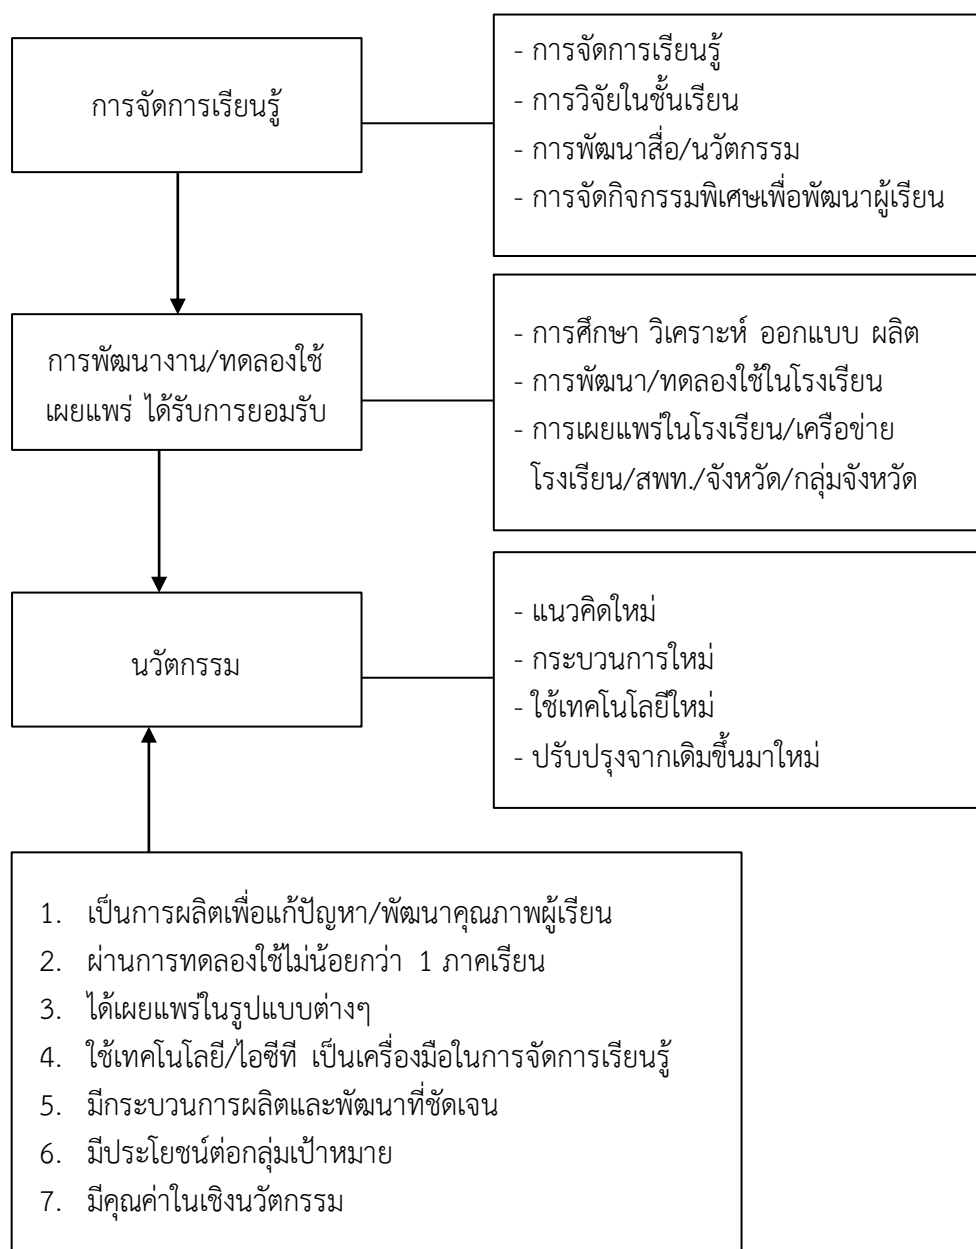 การจัดการเรียนรู้
- การจัดการเรียนรู้
- การวิจัยในชั้นเรียน
- การพัฒนาสื่อ/นวัตกรรม
- การจัดกิจกรรมพิเศษเพื่อพัฒนาผู้เรียน
การพัฒนางาน/ทดลองใช้
เผยแพร่ ได้รับการยอมรับ
- การศึกษา วิเคราะห์ ออกแบบ ผลิต
- การพัฒนา/ทดลองใช้ในโรงเรียน
- การเผยแพร่ในโรงเรียน/เครือข่าย
โรงเรียน/สพท./จังหวัด/กลุ่มจังหวัด
นวัตกรรม
- แนวคิดใหม่
- กระบวนการใหม่
- ใช้เทคโนโลยีใหม่
- ปรับปรุงจากเดิมขึ้นมาใหม่
1. เป็นการผลิตเพื่อแก้ปัญหา/พัฒนาคุณภาพผู้เรียน
2. ผ่านการทดลองใช้ไม่น้อยกว่า 1 ภาคเรียน
3. ได้เผยแพร่ในรูปแบบต่างๆ
4. ใช้เทคโนโลยี/ไอซีที เป็นเครื่องมือในการจัดการเรียนรู้
5. มีกระบวนการผลิตและพัฒนาที่ชัดเจน
6. มีประโยชน์ต่อกลุ่มเป้าหมาย
7. มีคุณค่าในเชิงนวัตกรรม